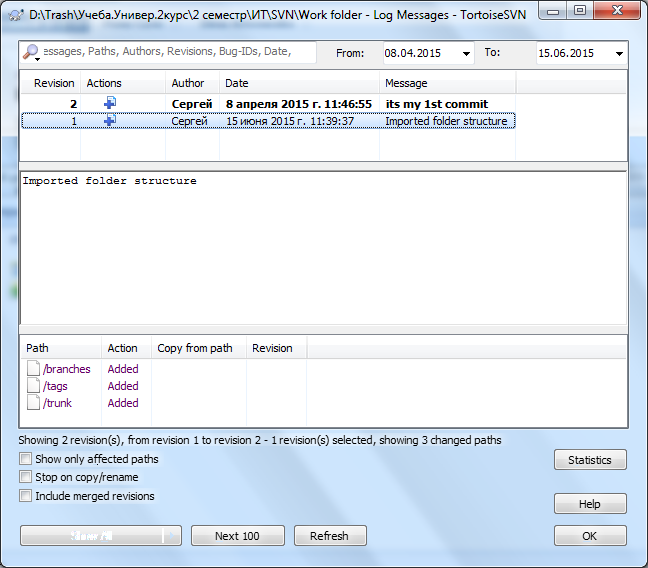 D:\Trash\Учеба.Универ.2курс\2 семестр\ИТ\SVN\Work folder - Log Messages - TortoiseSVN
essages, Paths, Authors, Revisions, Bug-IDs, Date, From: 08.04.2015 To: 15.06.2015
Revision Actions Author Date Message
2 Сергей 8 апреля 2015 г. 11:46:55 its my 1st commit
1 Сергей 15 июня 2015 г. 11:39:37 Imported folder structure
Imported folder structure
Path Action Copy from path Revision
/branches Added
/tags Added
/trunk Added
Showing 2 revision(s), from revision 1 to revision 2 - 1 revision(s) selected, showing 3 changed paths
Show only affected paths
Statistics
Stop on copy/rename
Include merged revisions
Help
Next 100 Refresh OK